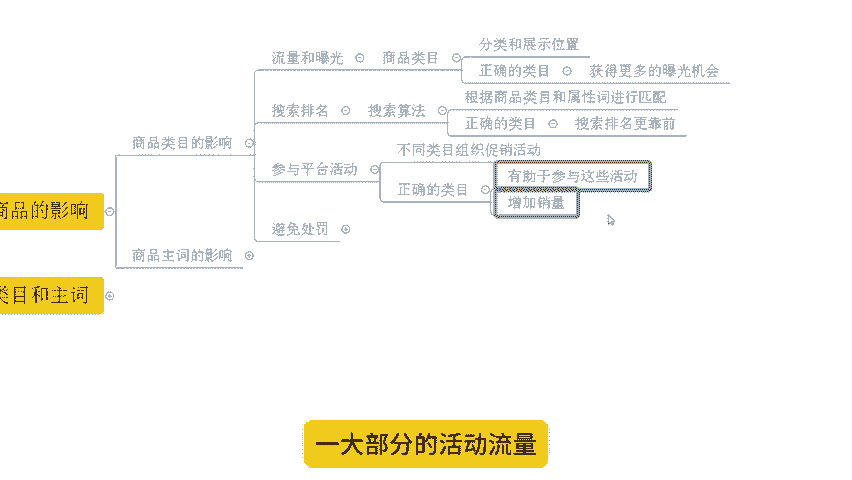 分类和展示位置
流量和曝光 商品类目
正确的类目 获得更多的曝光机会
根据商品类目和属性词进行匹配
搜索排名 搜索算法
正确的类目 搜索排名更靠前
商品类目的影响
不同类目组织促销活动
参与平台活动
有助于参与这些活动
正确的类目
增加销量
商品的影响
避免处罚
商品主词的影响
类目和主词
一大部分的活动流量